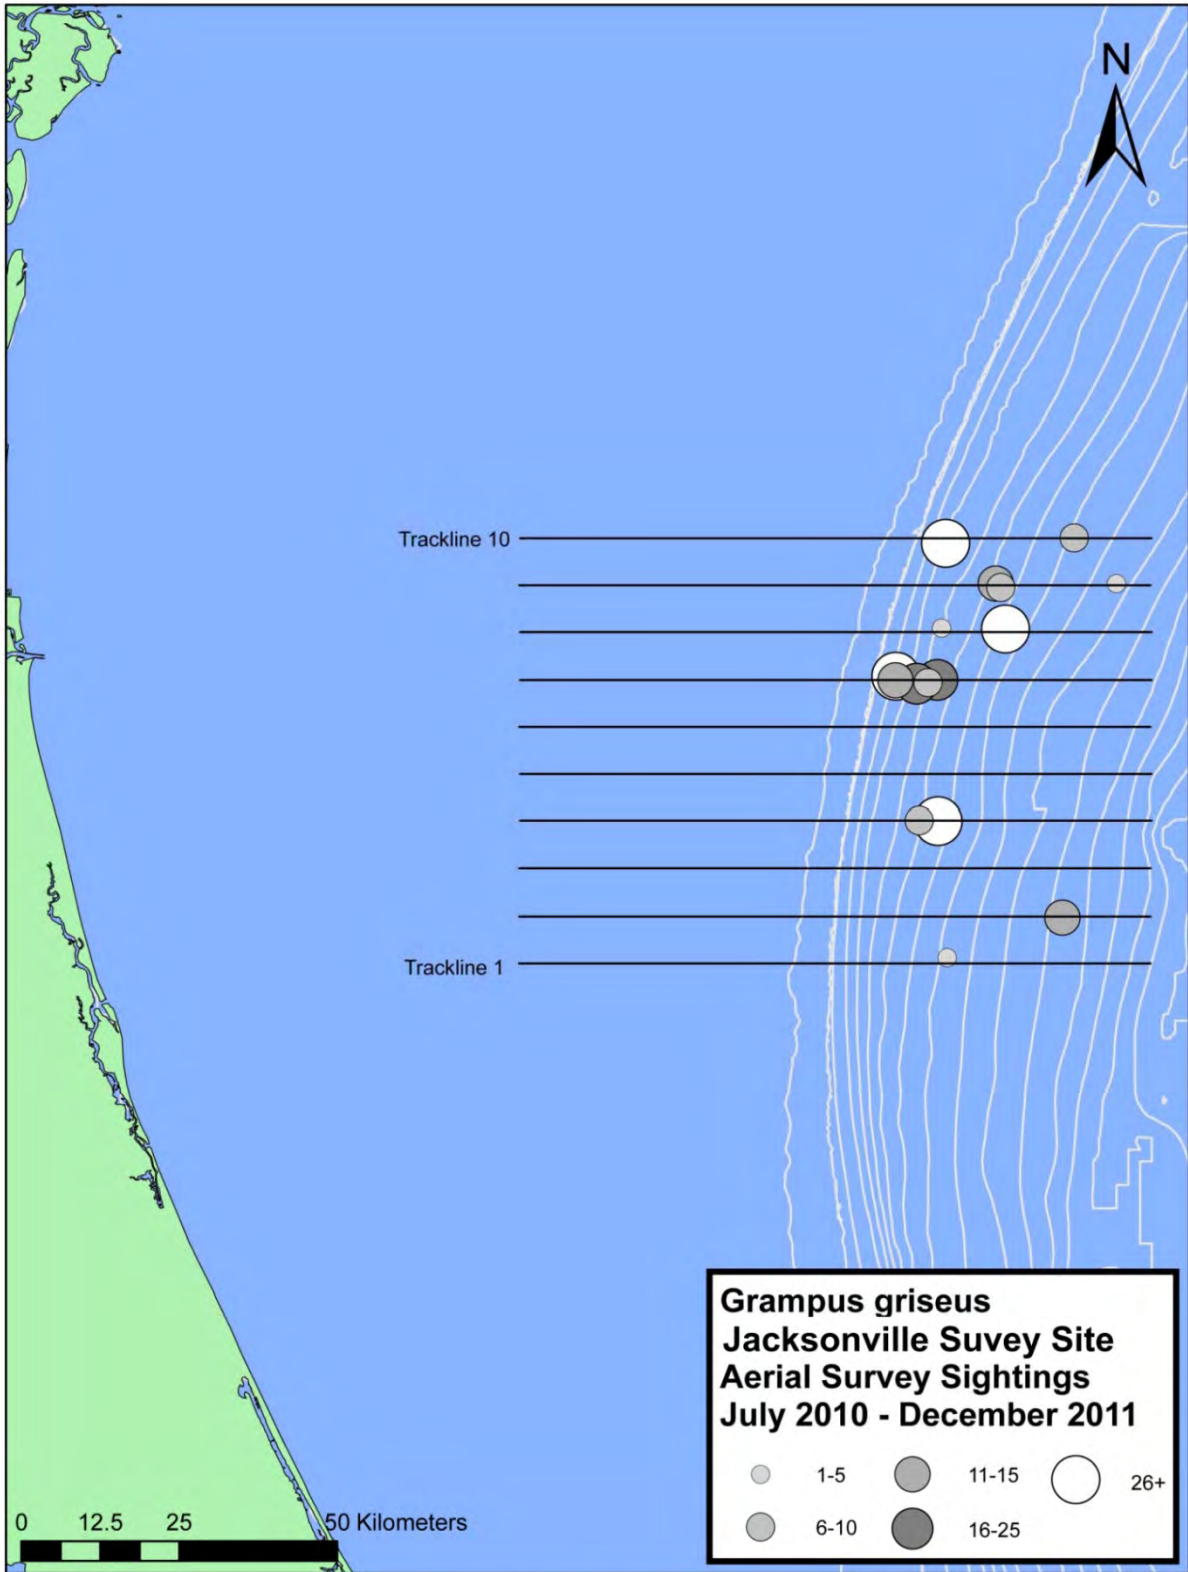 N
Trackline 10
Trackline 1
Grampus griseus
Jacksonville Suvey Site
Aerial Survey Sightings
July 2010 - December 2011
1-5
11-15
26+
6-10
16-25
0 12.5 25 50 Kilometers